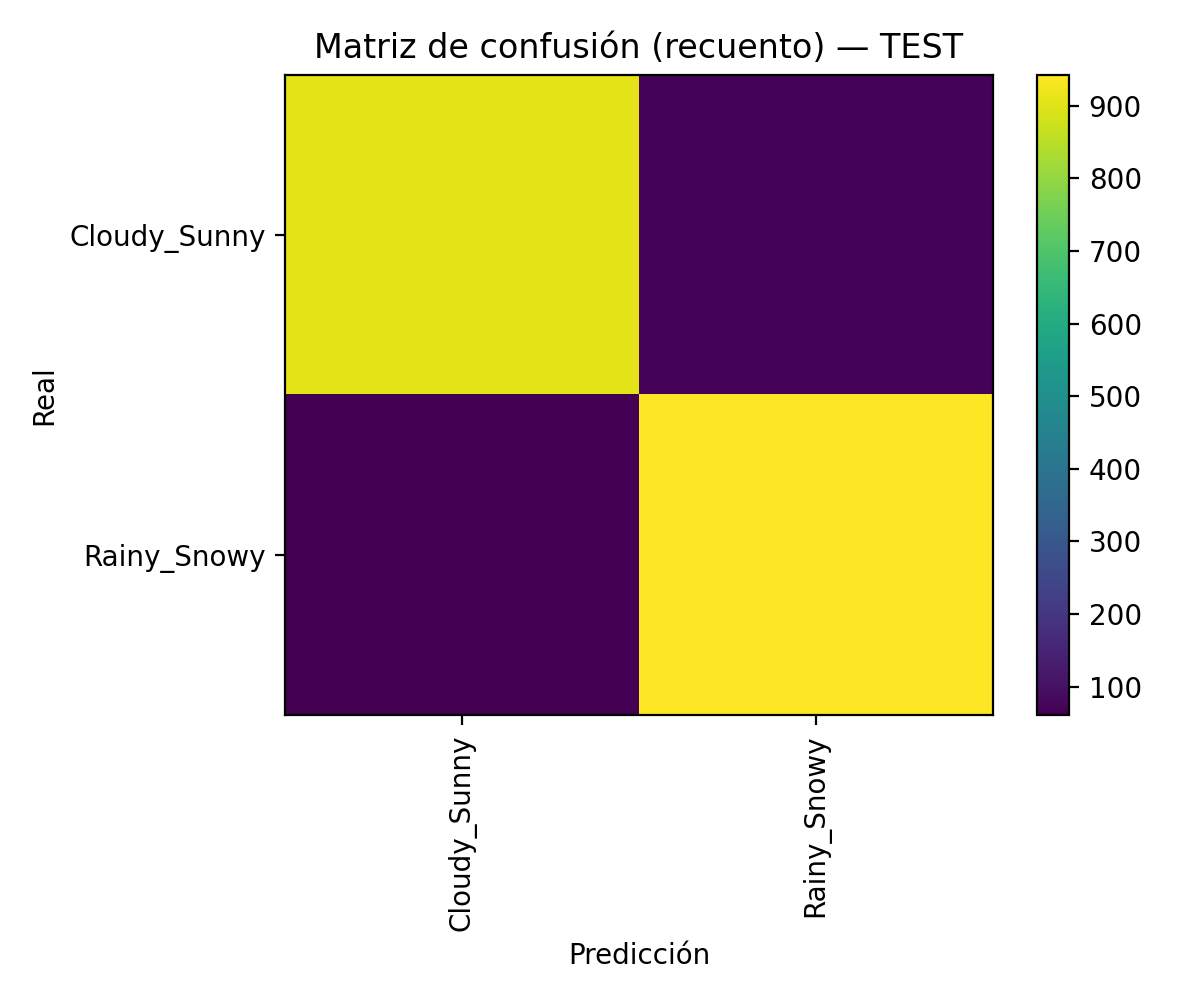 Matriz de confusión (recuento) — TEST
Cloudy_Sunny
Rainy_Snowy
Real
Cloudy_Sunny
Rainy_Snowy
Predicción
900
800
700
600
500
400
300
200
100